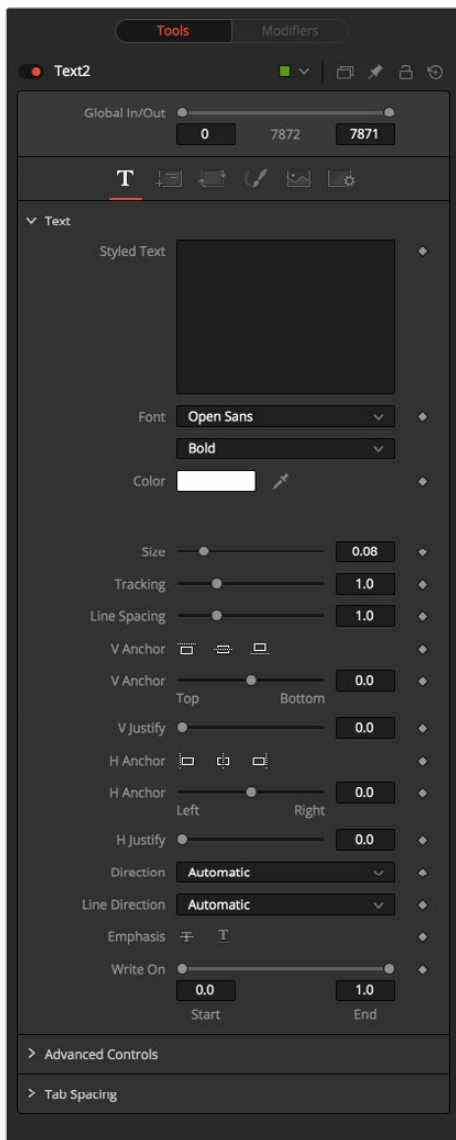 Tools Modifiers
Text2
Global In/Out
0 7872 7871
T
Text
Styled Text
Font Open Sans
Bold
Color
Size 0.08
Tracking 1.0
Line Spacing 1.0
V Anchor
V Anchor 0.0
Top Bottom
V Justify 0.0
H Anchor
H Anchor 0.0
Left Right
H Justify 0.0
Direction Automatic
Line Direction Automatic
Emphasis T T
Write On
0.0 1.0
Start End
Advanced Controls
Tab Spacing